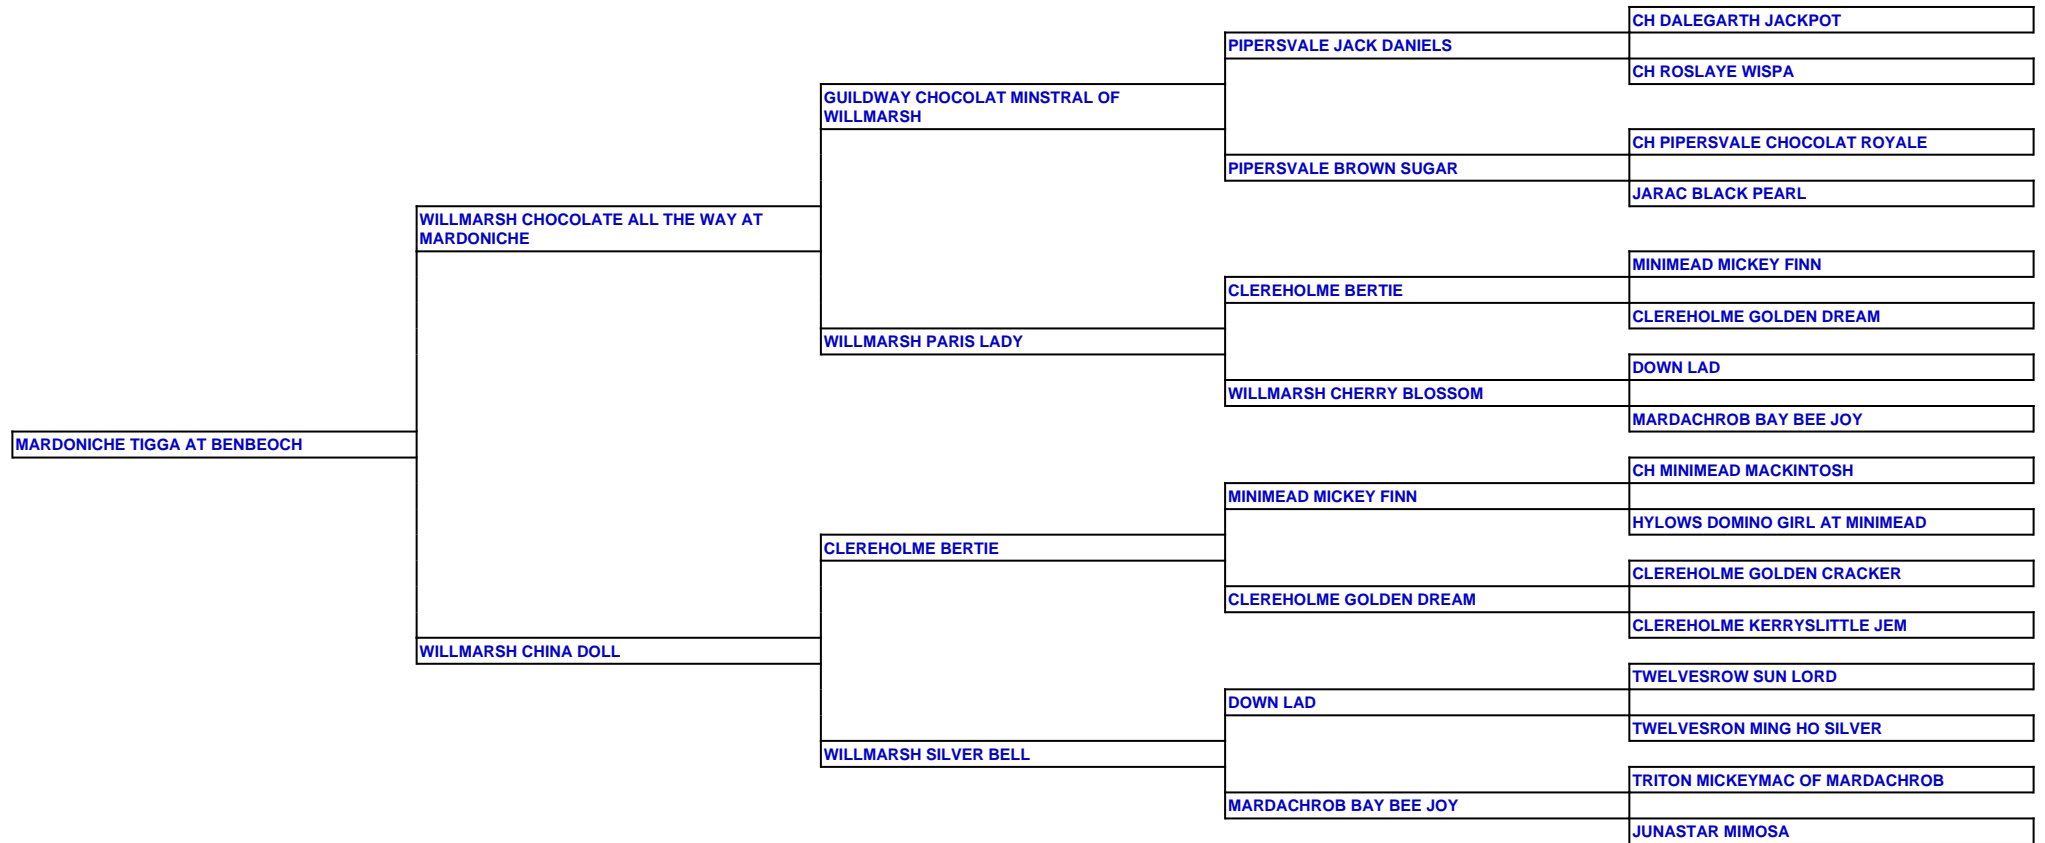 CH DALEGARTH JACKPOT
PIPERSVALE JACK DANIELS
CH ROSLAYE WISPA
GUILDWAY CHOCOLAT MINSTRAL OF
WILLMARSH
CH PIPERSVALE CHOCOLAT ROYALE
PIPERSVALE BROWN SUGAR
JARAC BLACK PEARL
WILLMARSH CHOCOLATE ALL THE WAY AT
MARDONICHE
MINIMEAD MICKEY FINN
CLEREHOLME BERTIE
CLEREHOLME GOLDEN DREAM
WILLMARSH PARIS LADY
DOWN LAD
WILLMARSH CHERRY BLOSSOM
MARDACHROB BAY BEE JOY
MARDONICHE TIGGA AT BENBEOCH
CH MINIMEAD MACKINTOSH
MINIMEAD MICKEY FINN
HYLOWS DOMINO GIRL AT MINIMEAD
CLEREHOLME BERTIE
CLEREHOLME GOLDEN CRACKER
CLEREHOLME GOLDEN DREAM
CLEREHOLME KERRYSLITTLE JEM
WILLMARSH CHINA DOLL
TWELVESROW SUN LORD
DOWN LAD
TWELVESRON MING HO SILVER
WILLMARSH SILVER BELL
TRITON MICKEYMAC OF MARDACHROB
MARDACHROB BAY BEE JOY
JUNASTAR MIMOSA